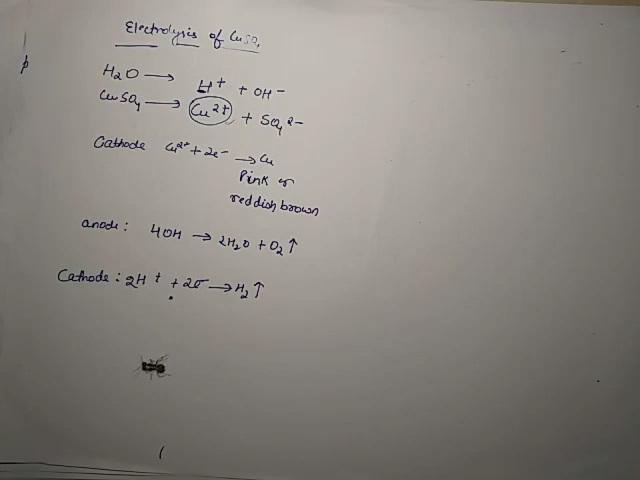 Electrolysis of CuSO4
H2O → H+ + OH-
CuSO4 → Cu2+ + SO4 2-
Cathode Cu2+ + 2e- → Cu
Pink or
reddish brown
anode: 4OH → 2H2O + O2 ↑
Cathode: 2H+ + 2e- → H2 ↑